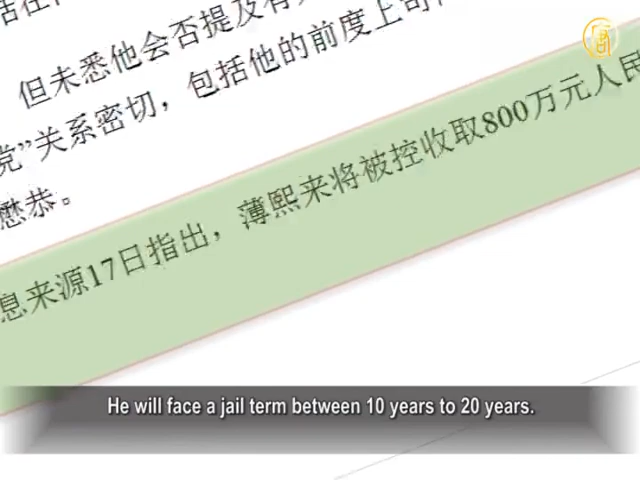 但未悉他会否提及有
党”关系密切，包括他的前度上司
懋恭。
息来源17日指出，薄熙来将被控收取800万元人民
He will face a jail term between 10 years to 20 years.